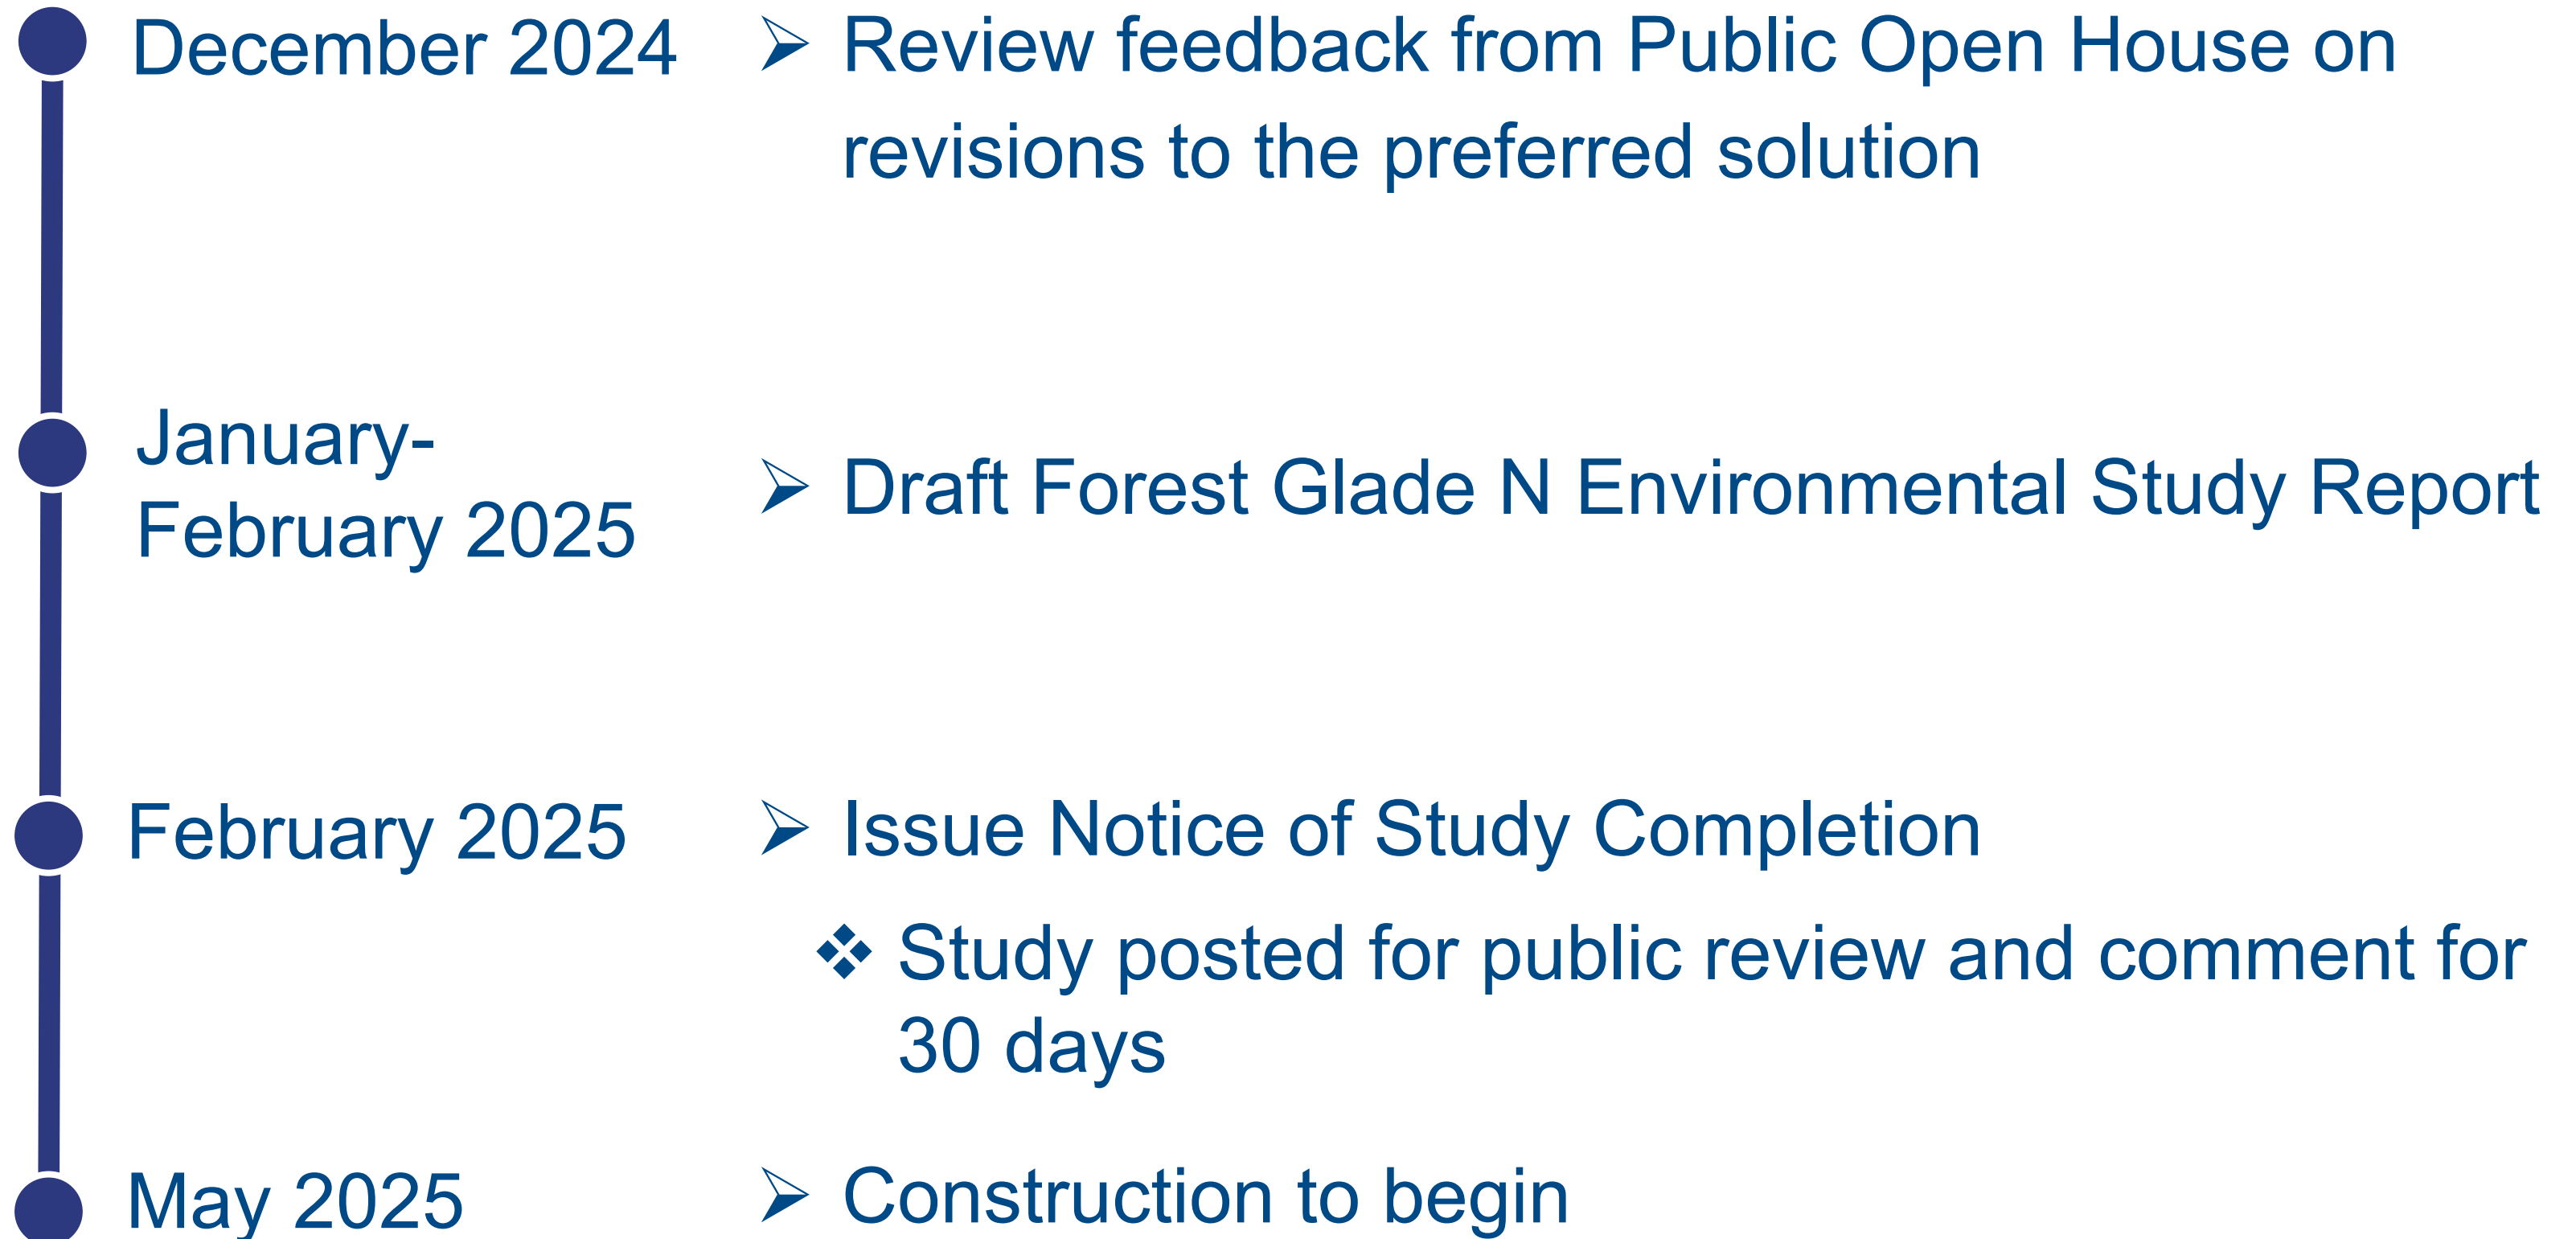 December 2024
Review feedback from Public Open House on
revisions to the preferred solution
January-
February 2025
Draft Forest Glade N Environmental Study Report
February 2025
Issue Notice of Study Completion
Study posted for public review and comment for
30 days
May 2025
Construction to begin